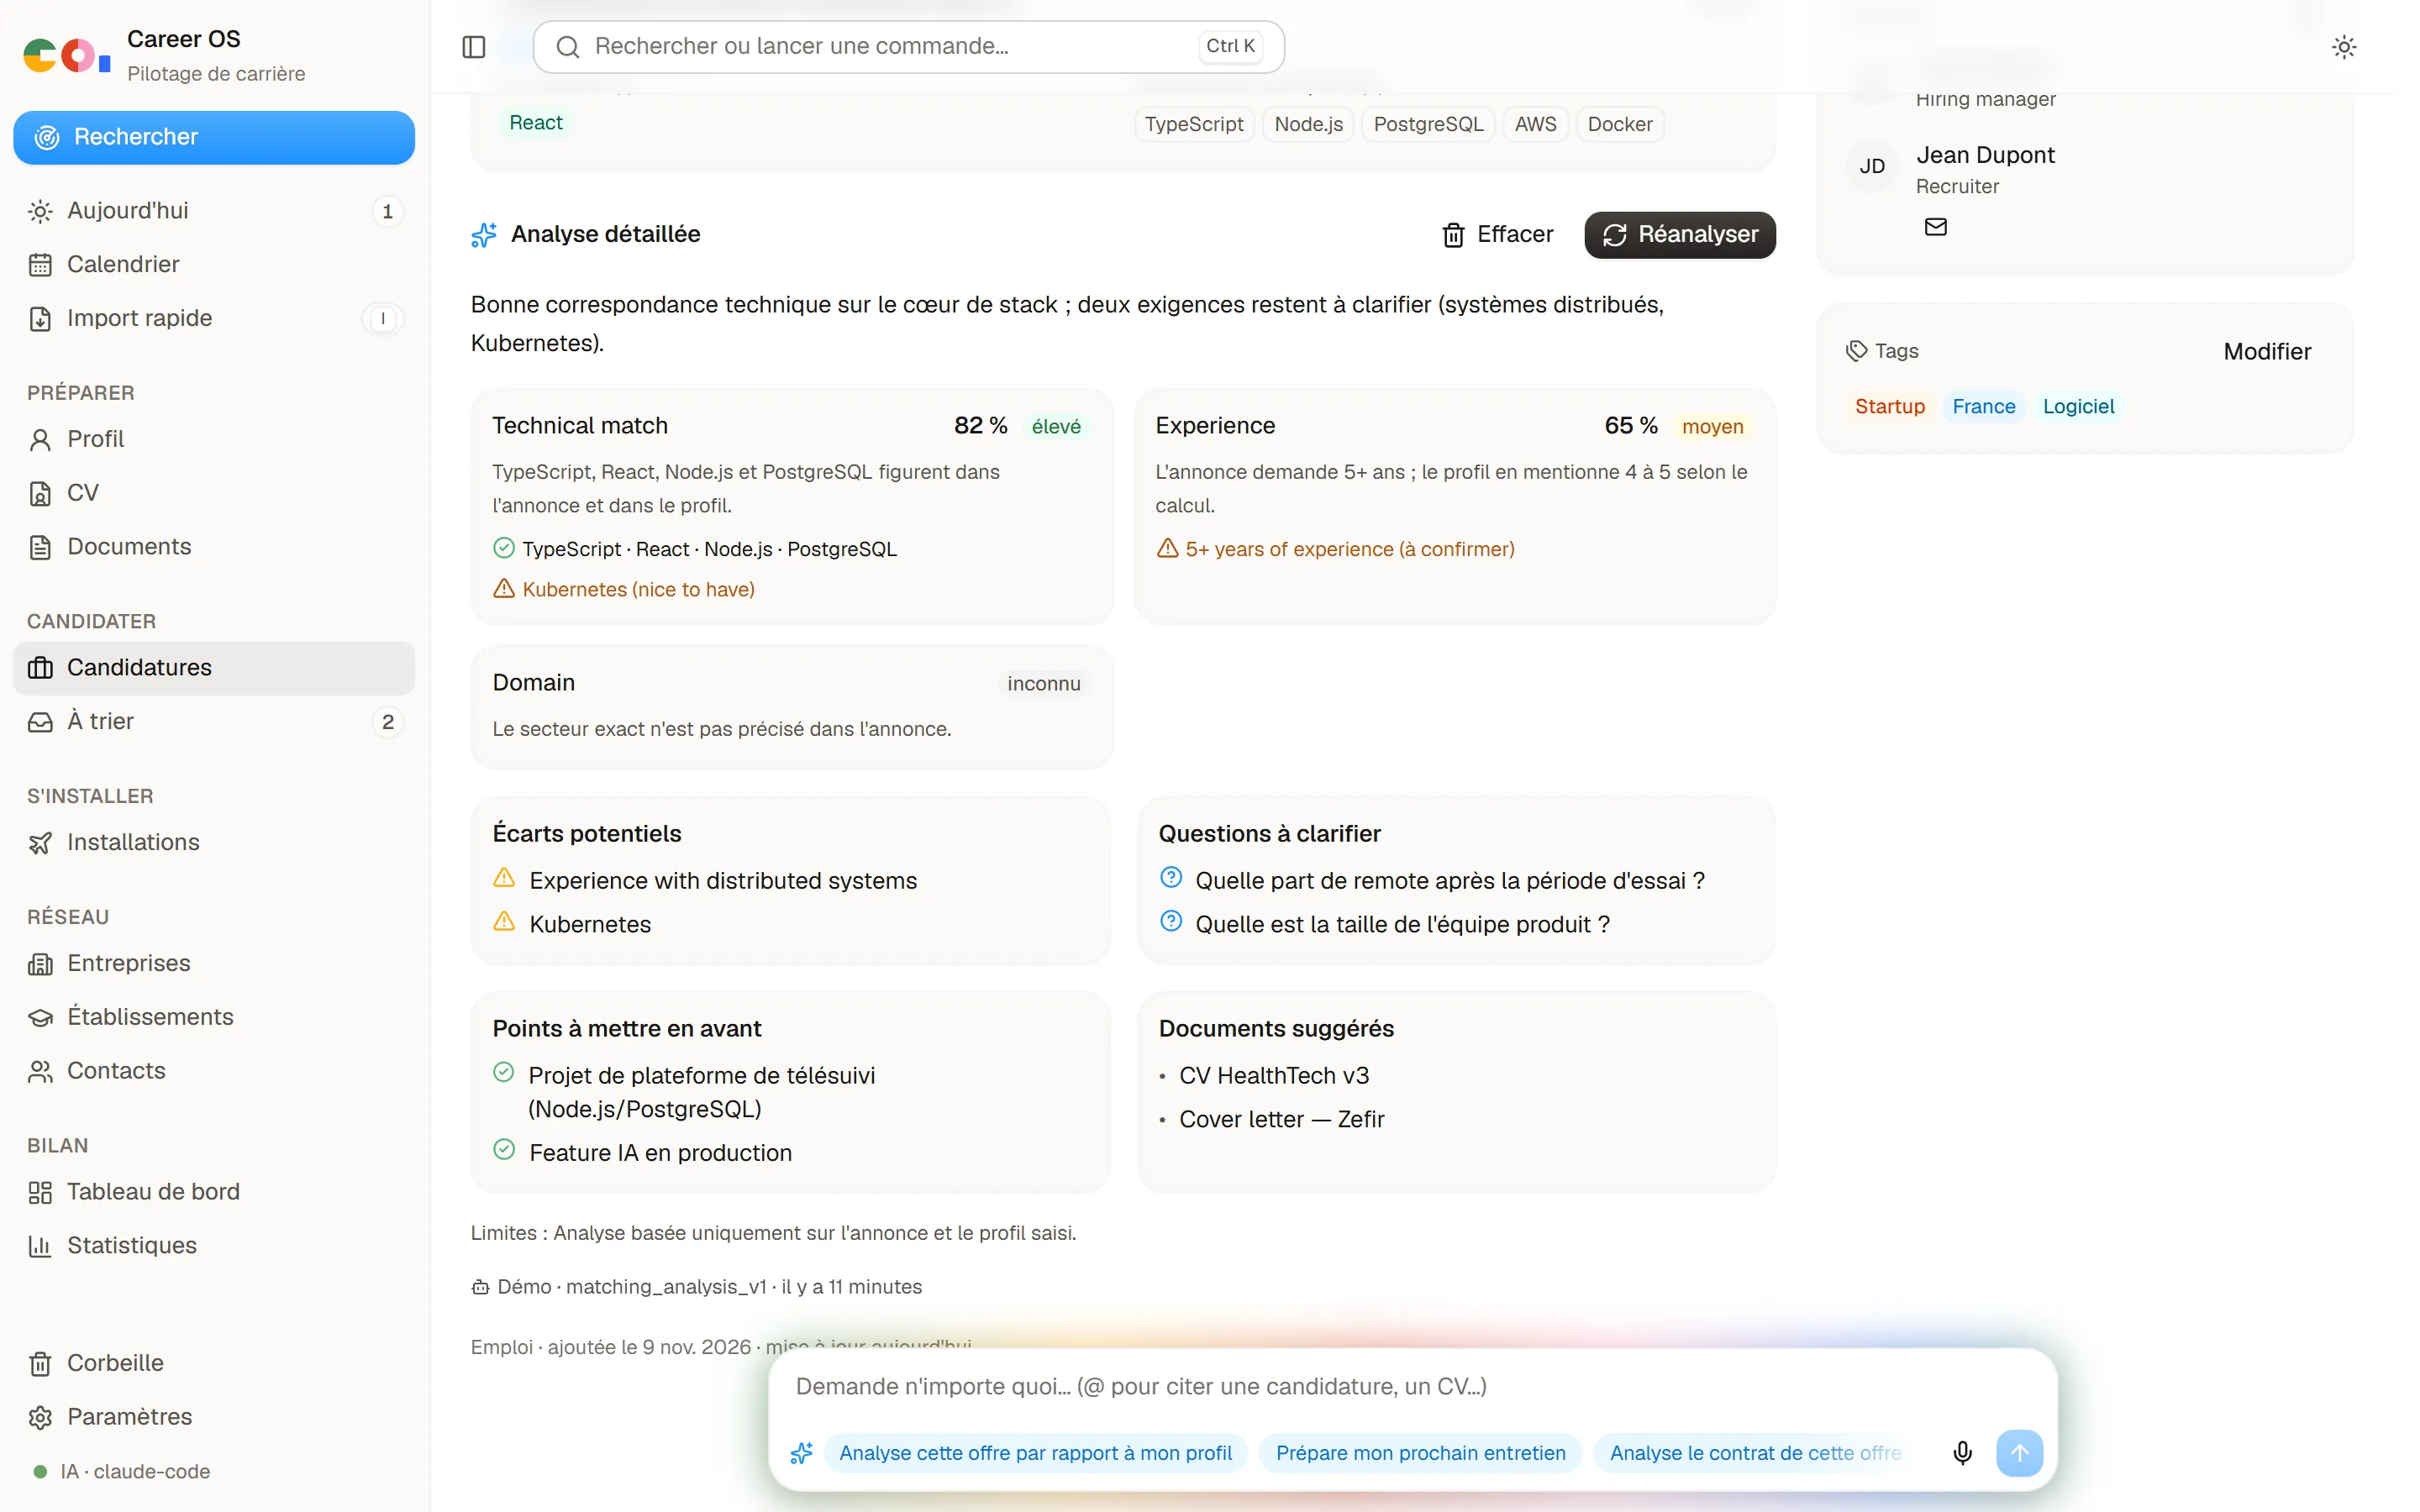 Career OS
Pilotage de carrière
Rechercher
Aujourd'hui
1
Calendrier
Import rapide
I
PRÉPARER
Profil
CV
Documents
CANDIDATER
Candidatures
À trier
2
S'INSTALLER
Installations
RÉSEAU
Entreprises
Établissements
Contacts
BILAN
Tableau de bord
Statistiques
Corbeille
Paramètres
IA · claude-code
Rechercher ou lancer une commande...
Ctrl K
React
TypeScript
Node.js
PostgreSQL
AWS
Docker
Analyse détaillée
Effacer
Réanalyser
Bonne correspondance technique sur le cœur de stack ; deux exigences restent à clarifier (systèmes distribués,
Kubernetes).
Technical match
82 %
élevé
TypeScript, React, Node.js et PostgreSQL figurent dans
l'annonce et dans le profil.
TypeScript · React · Node.js · PostgreSQL
Kubernetes (nice to have)
Experience
65 %
moyen
L'annonce demande 5+ ans ; le profil en mentionne 4 à 5 selon le
calcul.
5+ years of experience (à confirmer)
Domain
inconnu
Le secteur exact n'est pas précisé dans l'annonce.
Écarts potentiels
Experience with distributed systems
Kubernetes
Questions à clarifier
Quelle part de remote après la période d'essai ?
Quelle est la taille de l'équipe produit ?
Points à mettre en avant
Projet de plateforme de télésuivi
(Node.js/PostgreSQL)
Feature IA en production
Documents suggérés
• CV HealthTech v3
• Cover letter — Zefir
Limites : Analyse basée uniquement sur l'annonce et le profil saisi.
Démo · matching_analysis_v1 · il y a 11 minutes
Emploi · ajoutée le 9 nov. 2026 · mise à jour aujourd'hui
Demande n'importe quoi... (@ pour citer une candidature, un CV...)
Analyse cette offre par rapport à mon profil
Prépare mon prochain entretien
Analyse le contrat de cette offre
Hiring manager
JD
Jean Dupont
Recruiter
Tags
Modifier
Startup
France
Logiciel